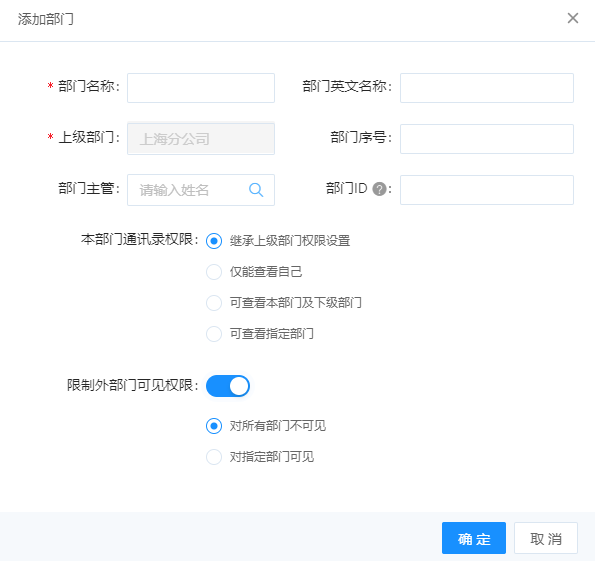 添加部门
* 部门名称：
部门英文名称：
* 上级部门： 上海分公司
部门序号：
部门主管： 请输入姓名
部门ID ?：
本部门通讯录权限： 继承上级部门权限设置
仅能查看自己
可查看本部门及下级部门
可查看指定部门
限制外部门可见权限：
对所有部门不可见
对指定部门可见
确 定
取 消